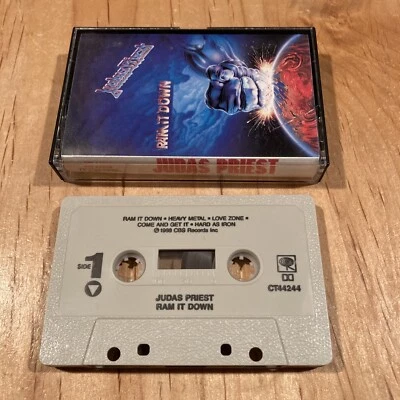 Judas Priest
RAM IT DOWN
JUDAS PRIEST
RAM IT DOWN • HEAVY METAL • LOVE ZONE •
COME AND GET IT • HARD AS IRON
℗ 1988 CBS Records Inc
SIDE 1
CT44244
JUDAS PRIEST
RAM IT DOWN